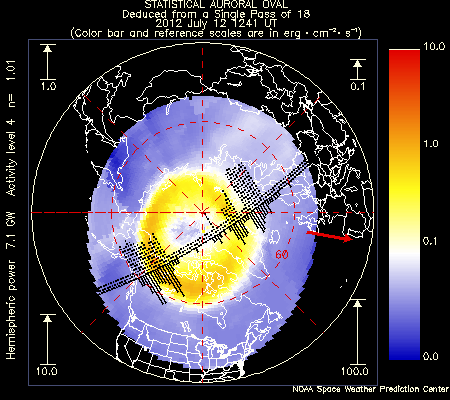 STATISTICAL AURORAL OVAL
Deduced from a Single Pass of 18
2012 July 12 1241 UT
(Color bar and reference scales are in erg · cm⁻² · s⁻¹)
Hemispheric power 7.1 GW Activity level 4 n= 1.01
1.0
0.1
10.0
100.0
60
10.0
1.0
0.1
0.0
NOAA Space Weather Prediction Center